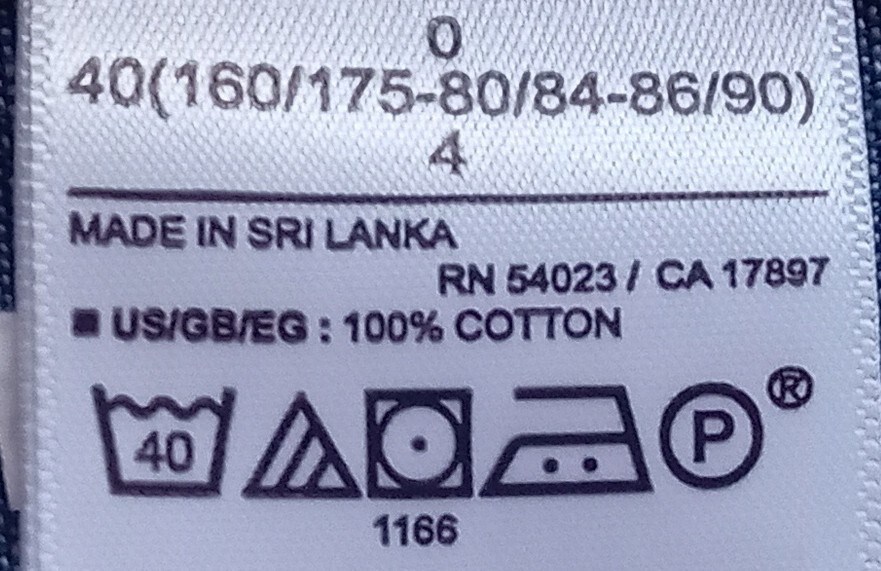 0
40(160/175-80/84-86/90)
4
MADE IN SRI LANKA
RN 54023 / CA 17897
■ US/GB/EG : 100% COTTON
40
P ®
1166